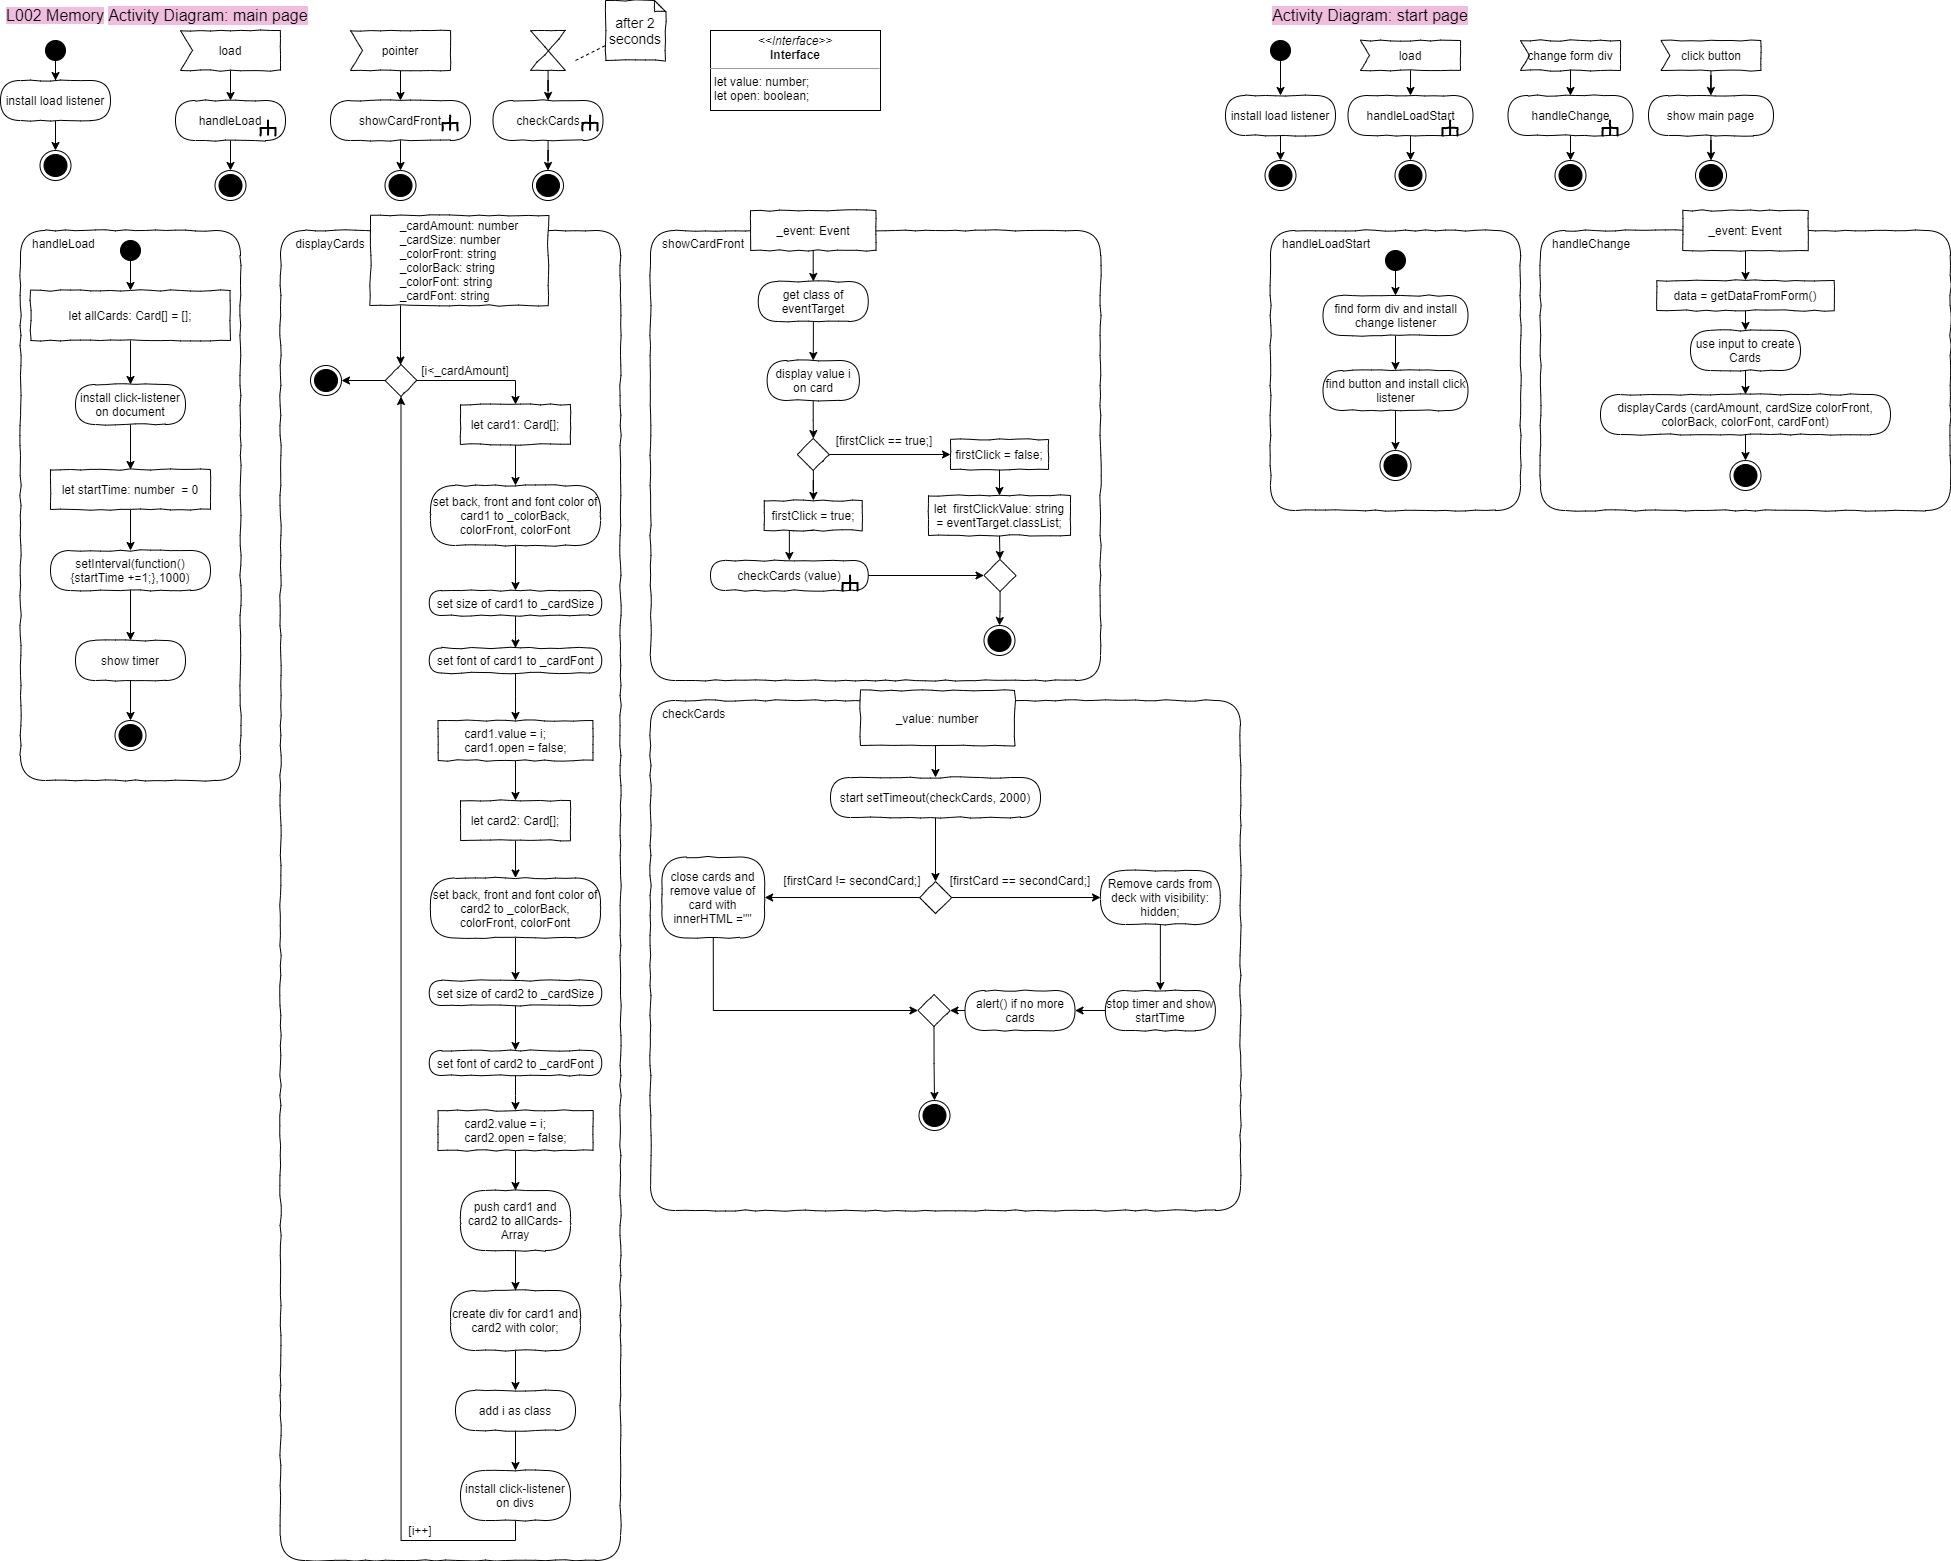 L002 Memory Activity Diagram: main page
install load listener
load
handleLoad
pointer
showCardFront
after 2
seconds
checkCards
<<Interface>>
Interface
let value: number;
let open: boolean;
Activity Diagram: start page
install load listener
load
handleLoadStart
change form div
handleChange
click button
show main page
handleLoad
let allCards: Card[] = [];
install click-listener
on document
let startTime: number  = 0
setInterval(function()
{startTime +=1;},1000)
show timer
displayCards
_cardAmount: number
_cardSize: number
_colorFront: string
_colorBack: string
_colorFont: string
_cardFont: string
[i<_cardAmount]
let card1: Card[];
set back, front and font color of
card1 to _colorBack,
colorFront, colorFont
set size of card1 to _cardSize
set font of card1 to _cardFont
card1.value = i;
card1.open = false;
let card2: Card[];
set back, front and font color of
card2 to _colorBack,
colorFront, colorFont
set size of card2 to _cardSize
set font of card2 to _cardFont
card2.value = i;
card2.open = false;
push card1 and
card2 to allCards-
Array
create div for card1 and
card2 with color;
add i as class
install click-listener
on divs
[i++]
showCardFront
_event: Event
get class of
eventTarget
display value i
on card
[firstClick == true;]
firstClick = false;
firstClick = true;
let  firstClickValue: string
= eventTarget.classList;
checkCards (value)
checkCards
_value: number
start setTimeout(checkCards, 2000)
[firstCard != secondCard;]
[firstCard == secondCard;]
close cards and
remove value of
card with
innerHTML =""
Remove cards from
deck with visibility:
hidden;
alert() if no more
cards
stop timer and show
startTime
handleLoadStart
find form div and install
change listener
find button and install click
listener
handleChange
_event: Event
data = getDataFromForm()
use input to create
Cards
displayCards (cardAmount, cardSize colorFront,
colorBack, colorFont, cardFont)